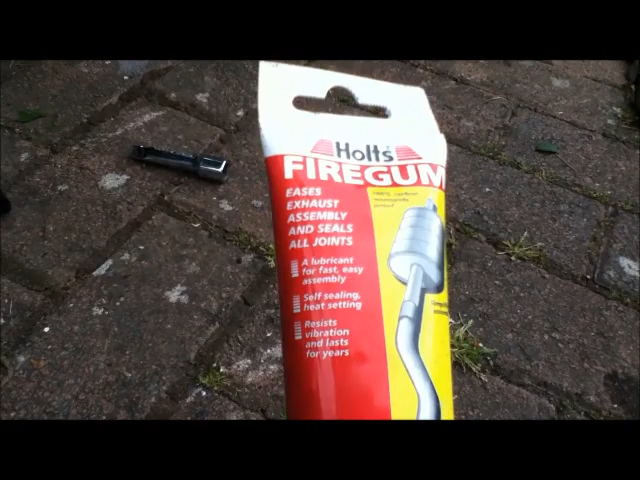 Holts
FIREGUM
EASES
EXHAUST
ASSEMBLY
AND SEALS
ALL JOINTS
A lubricant
for fast, easy
assembly
Self sealing,
heat setting
Resists
vibration
and lasts
for years